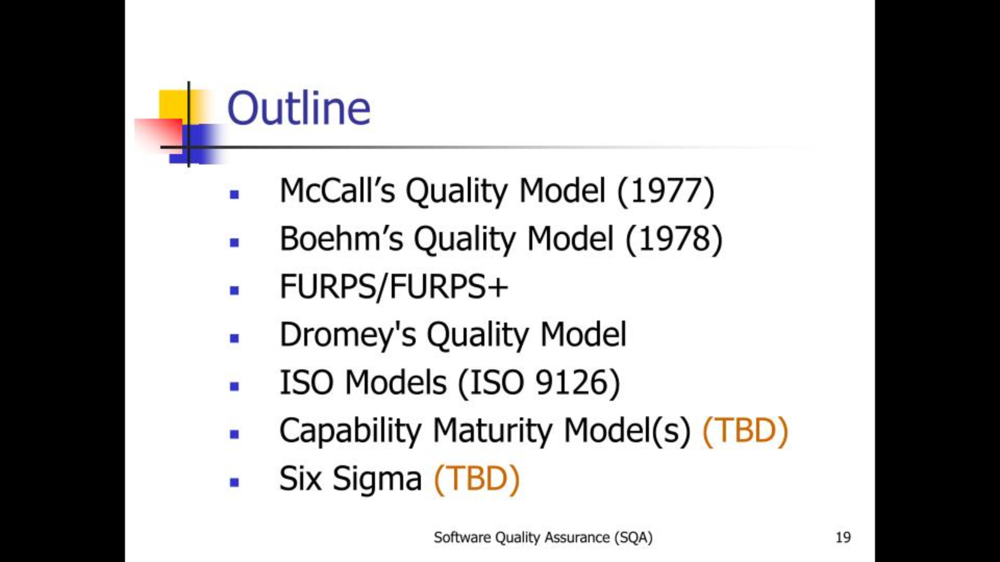 Outline
McCall’s Quality Model (1977)
Boehm’s Quality Model (1978)
FURPS/FURPS+
Dromey's Quality Model
ISO Models (ISO 9126)
Capability Maturity Model(s) (TBD)
Six Sigma (TBD)
Software Quality Assurance (SQA)
19